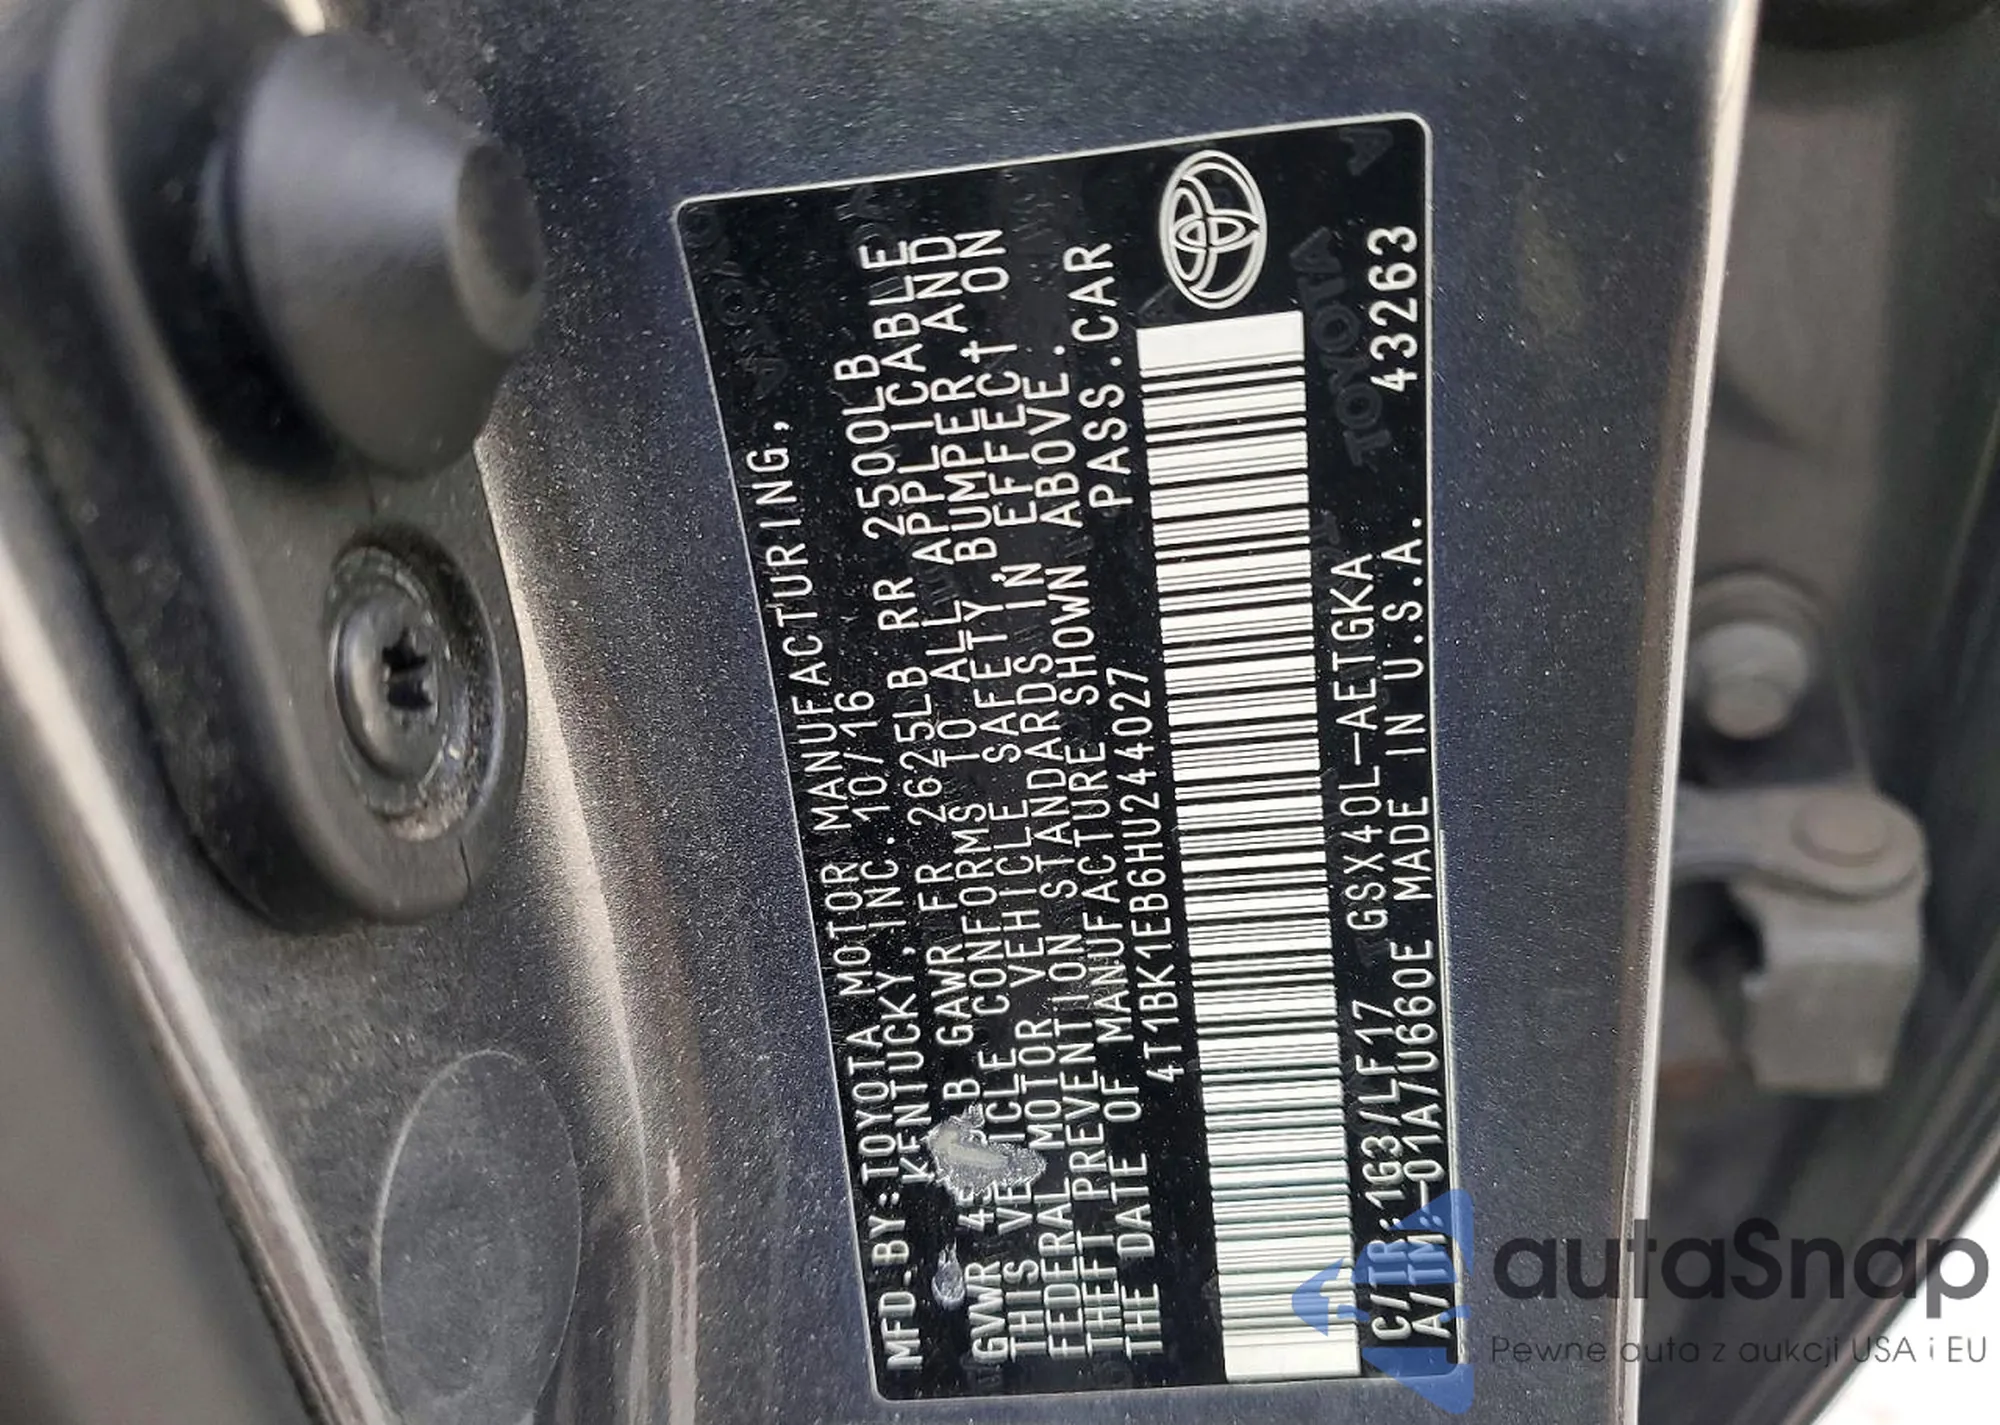 MFD.BY:TOYOTA MOTOR MANUFACTURING,
KENTUCKY,INC. 10/16
GVWR GAWR FR 2625LB RR 2500LB
THIS VEHICLE CONFORMS TO ALL APPLICABLE
FEDERAL MOTOR VEHICLE SAFETY, BUMPER, AND
THEFT PREVENTION STANDARDS IN EFFECT ON
THE DATE OF MANUFACTURE SHOWN ABOVE.
4T1BK1EB6HU244027 PASS.CAR
C/TR:1G3/LF17 GSX40L-AETGKA
A/TM:-01A/U660E MADE IN U.S.A. 43263
TOYOTA
autaSnap
Pewne auta z aukcji USA i EU